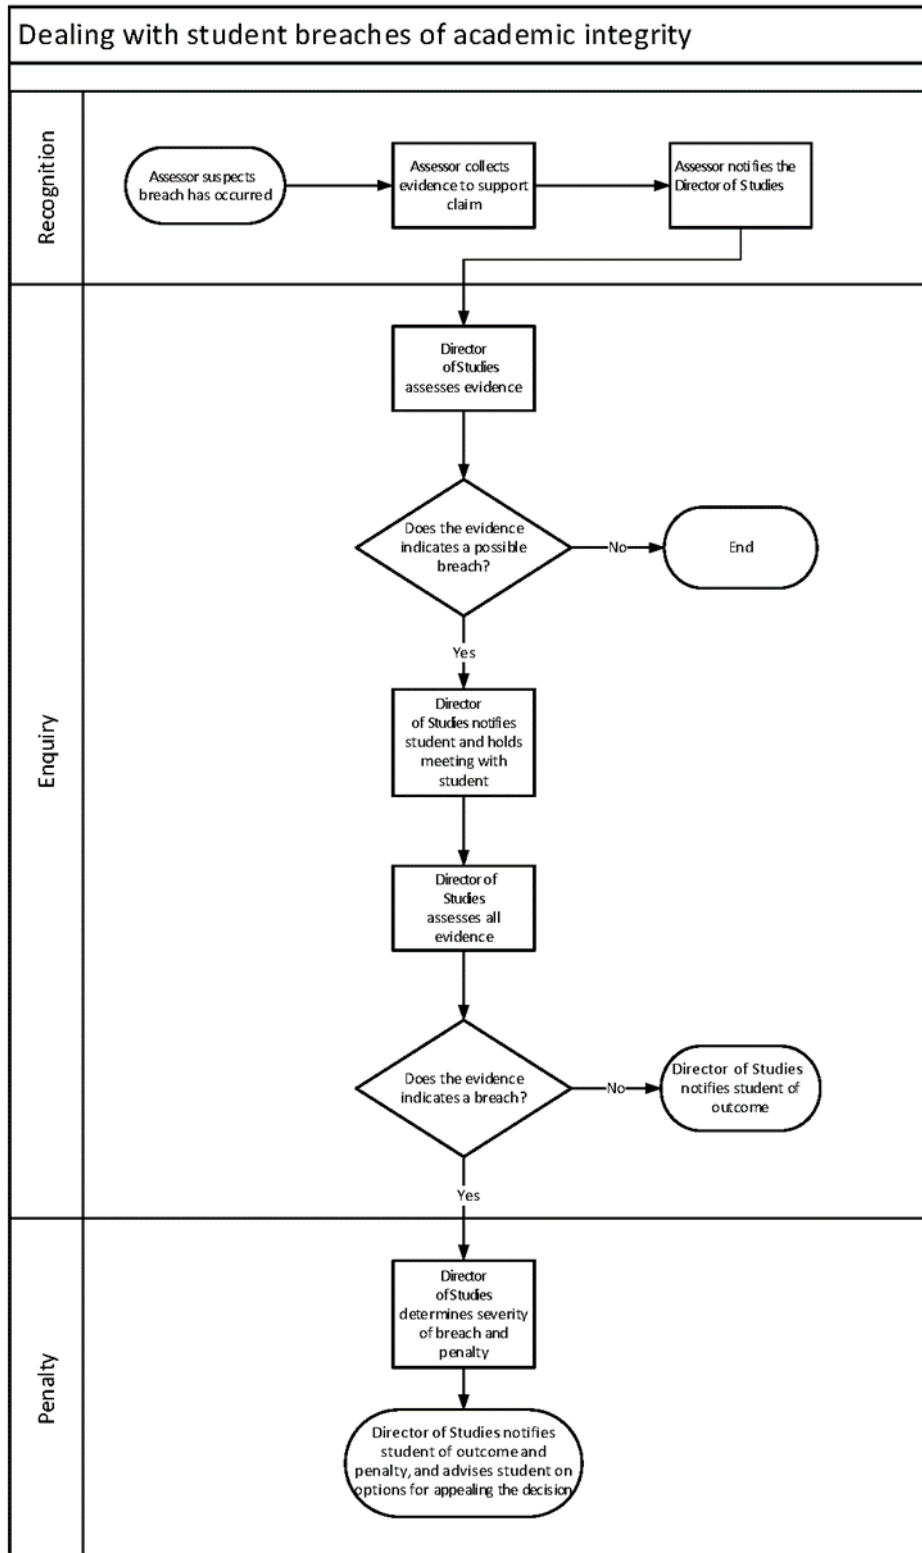 Dealing with student breaches of academic integrity
Recognition
Assessor suspects
breach has occurred
Assessor collects
evidence to support
claim
Assessor notifies the
Director of Studies
Enquiry
Director
of Studies
assesses evidence
Does the evidence
indicates a possible
breach?
No
End
Yes
Director
of Studies notifies
student and holds
meeting with
student
Director of
Studies
assesses all
evidence
Does the evidence
indicates a breach?
No
Director of Studies
notifies student of
outcome
Yes
Penalty
Director
of Studies
determines severity
of breach and
penalty
Director of Studies notifies
student of outcome and
penalty, and advises student on
options for appealing the decision